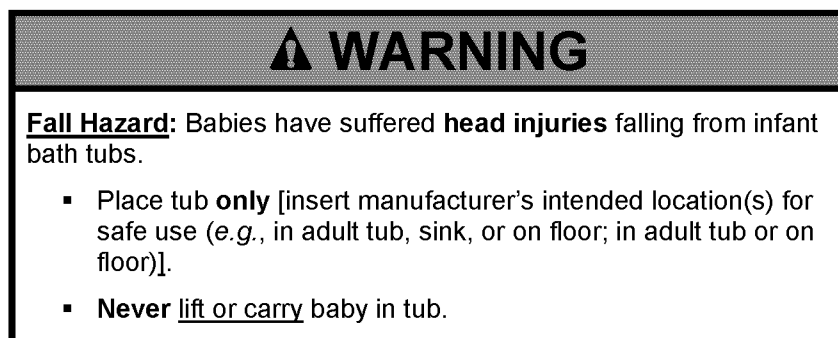 WARNING
Fall Hazard: Babies have suffered head injuries falling from infant
bath tubs.
▪ Place tub only [insert manufacturer's intended location(s) for
safe use (e.g., in adult tub, sink, or on floor; in adult tub or on
floor)].
▪ Never lift or carry baby in tub.